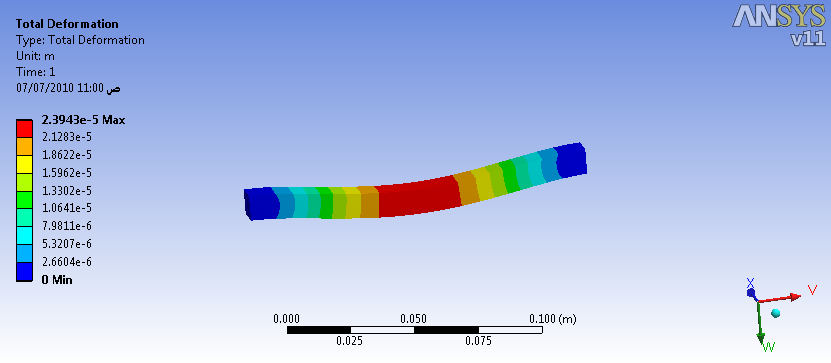 Total Deformation
Type: Total Deformation
Unit: m
Time: 1
07/07/2010 11:00 ص
ANSYS
v11
2.3943e-5 Max
2.1283e-5
1.8622e-5
1.5962e-5
1.3302e-5
1.0641e-5
7.9811e-6
5.3207e-6
2.6604e-6
0 Min
0.000
0.050
0.100 (m)
0.025
0.075
X
V
W